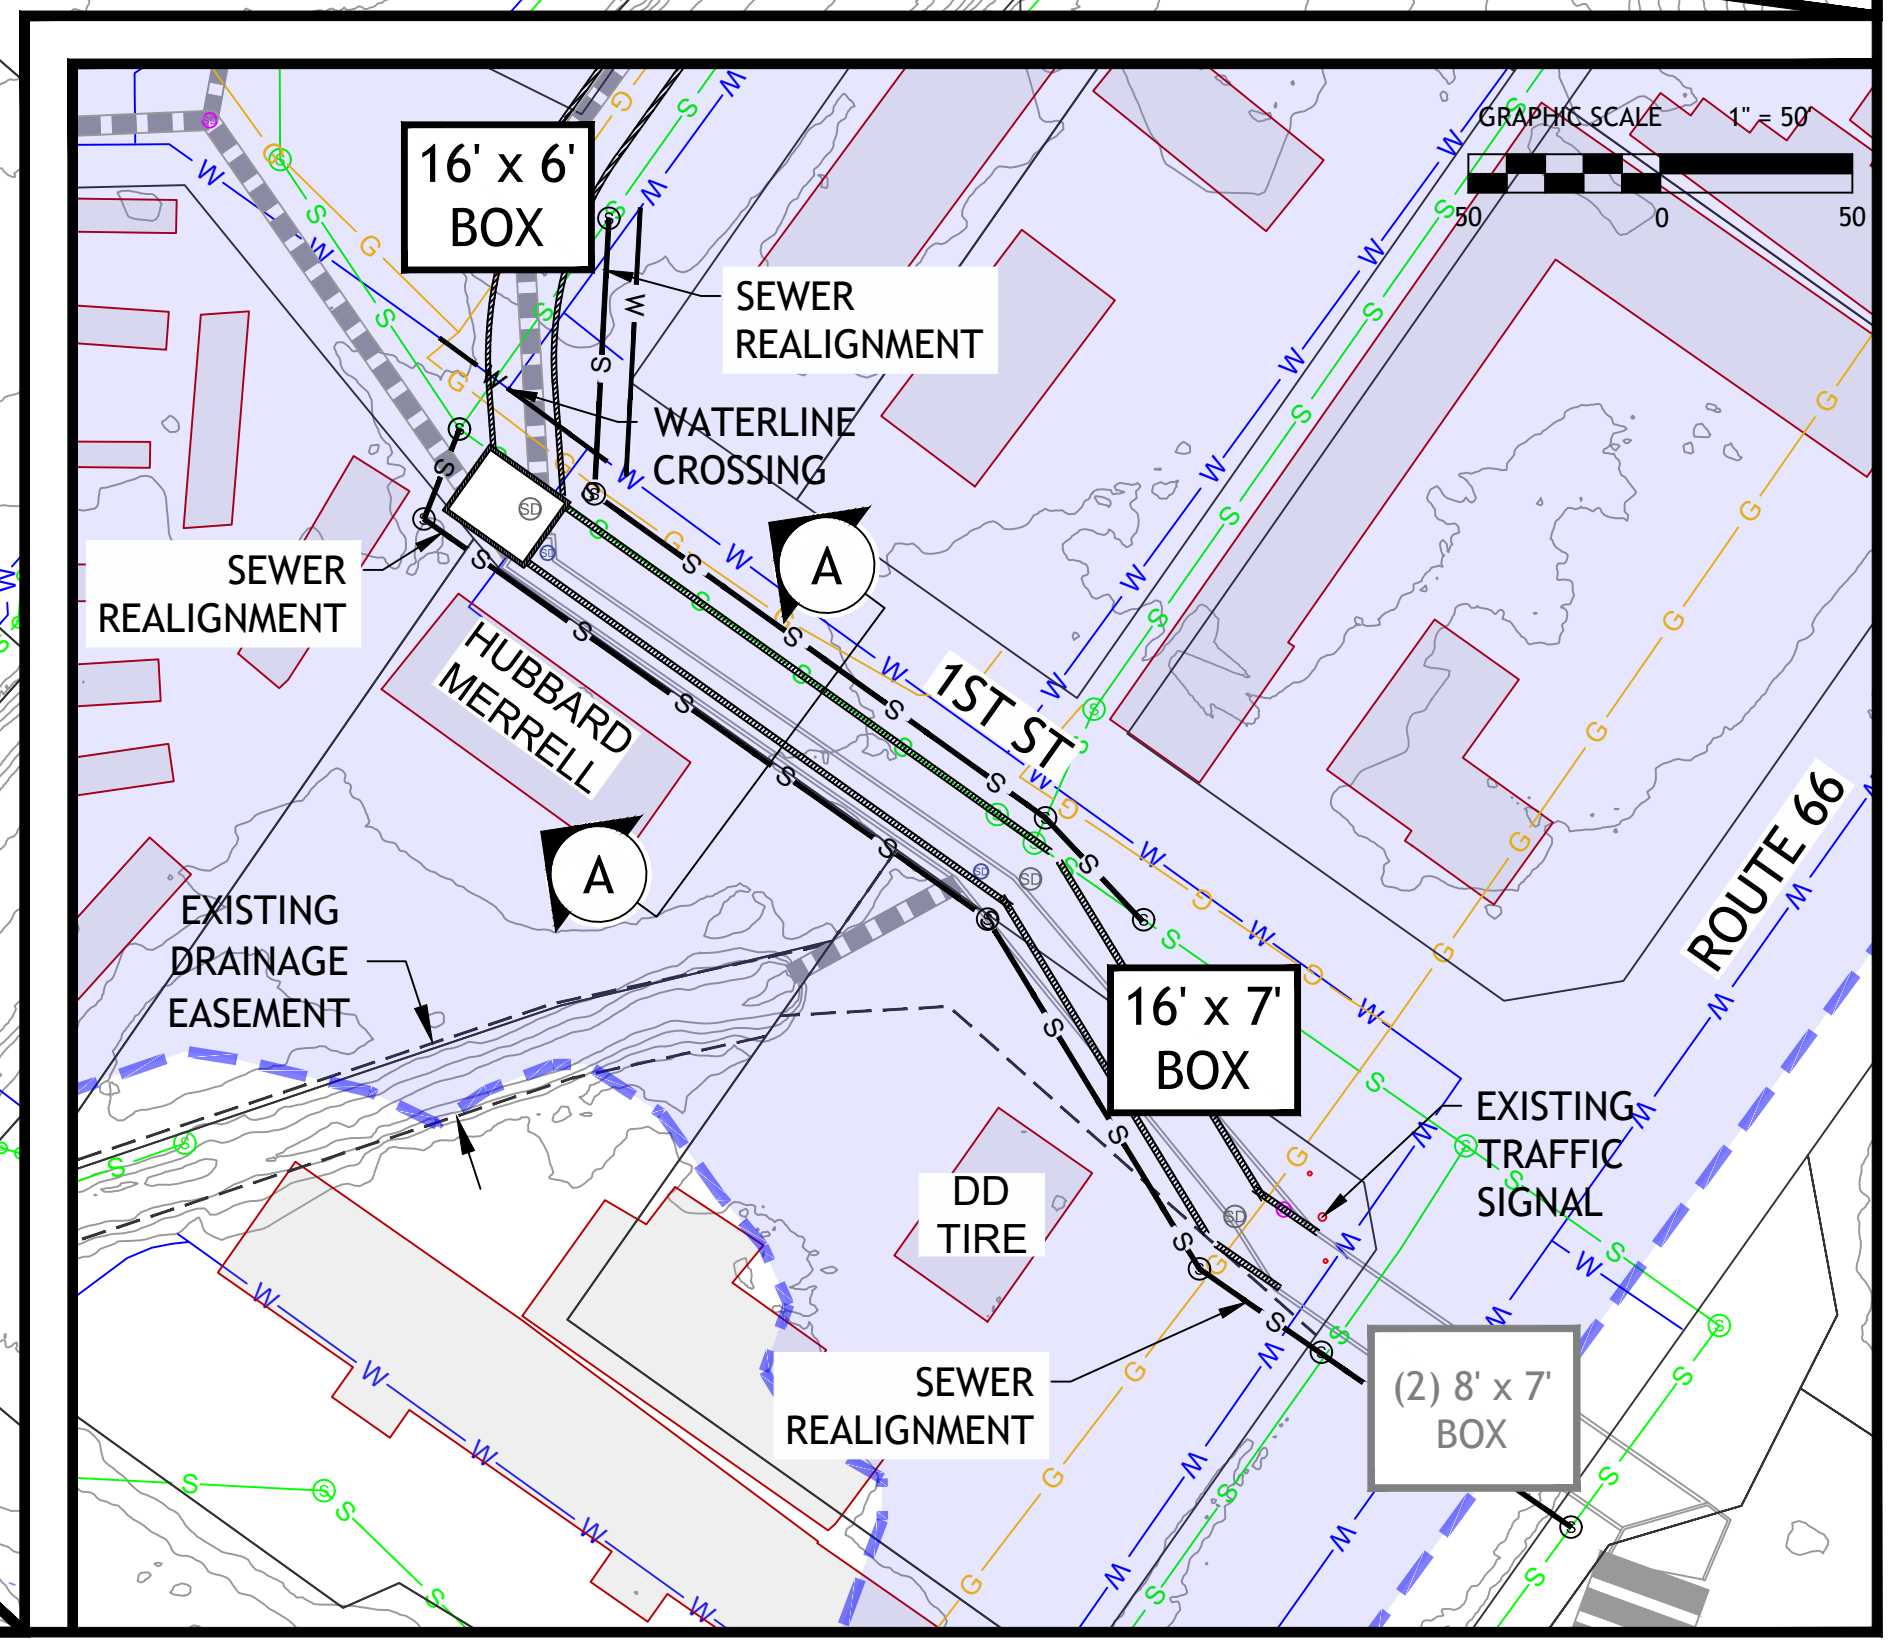 GRAPHIC SCALE 1" = 50'
50 0 50
16' x 6'
BOX
SEWER
REALIGNMENT
WATERLINE
CROSSING
SEWER
REALIGNMENT
A
HUBBARD
MERRELL
1ST ST
A
ROUTE 66
EXISTING
DRAINAGE
EASEMENT
16' x 7'
BOX
EXISTING
TRAFFIC
SIGNAL
DD
TIRE
SEWER
REALIGNMENT
(2) 8' x 7'
BOX